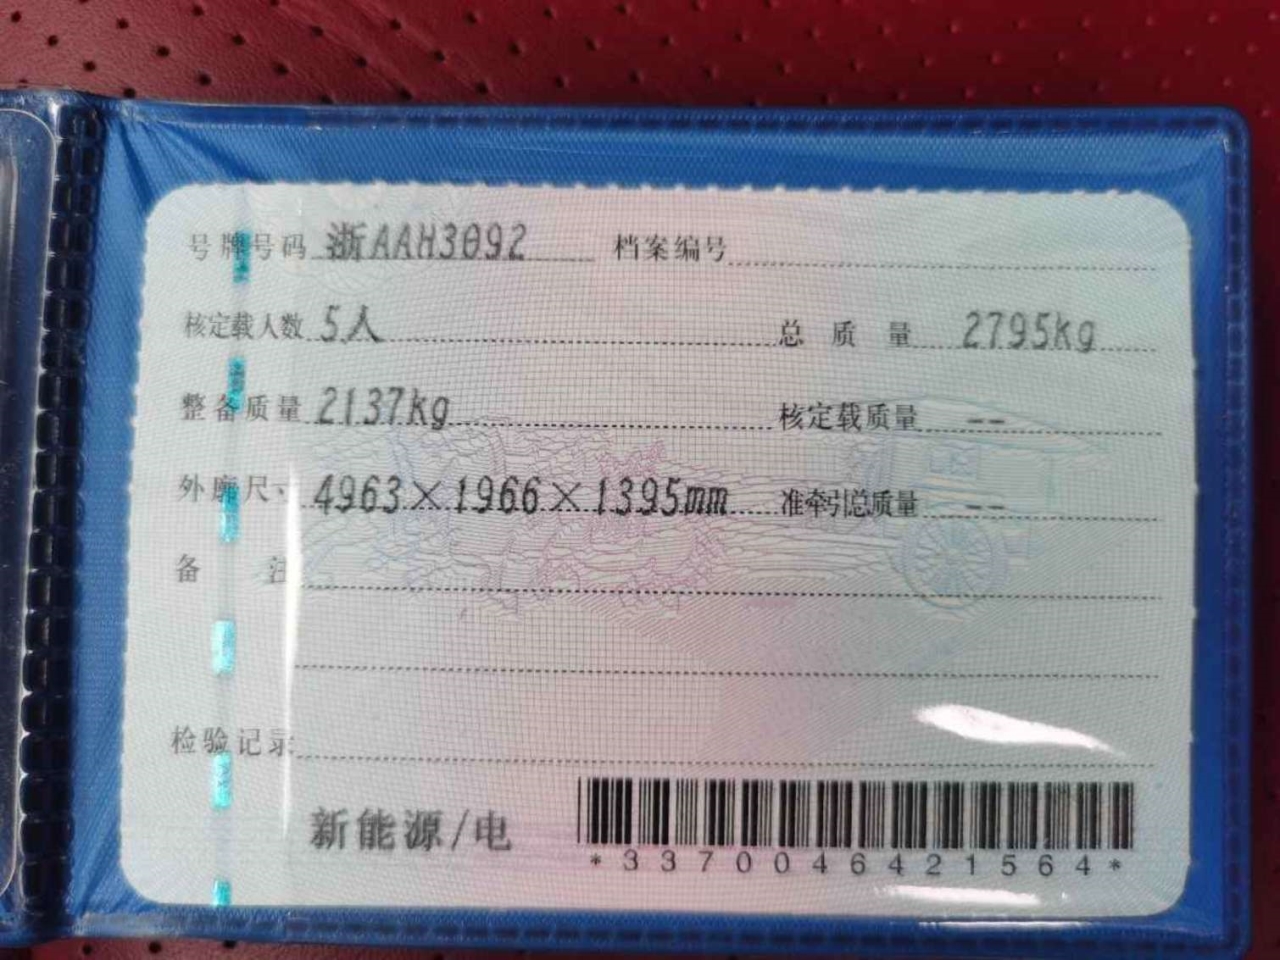 号牌号码 浙AAH3092 档案编号
核定载人数 5人 总质量 2795kg
整备质量 2137kg 核定载质量 --
外廓尺寸 4963×1966×1395mm 准牵引总质量 --
备注
检验记录
新能源/电
*3370046421564*